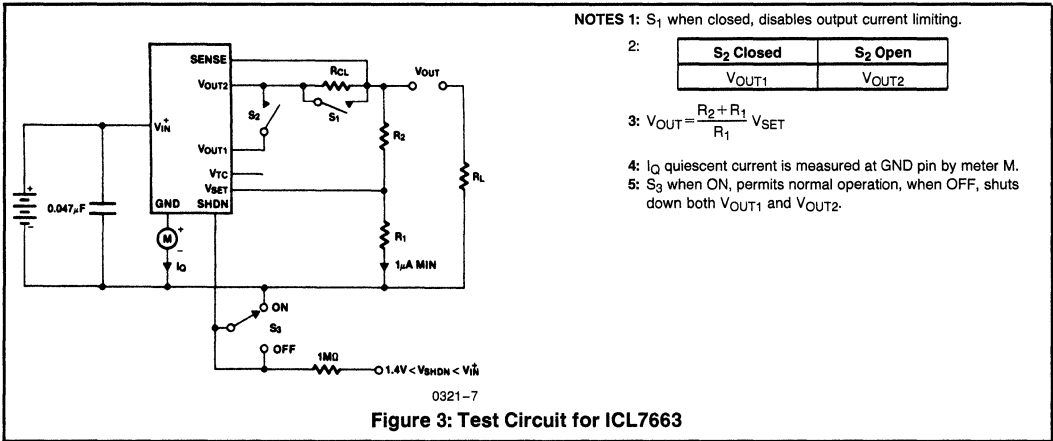 NOTES 1: S1 when closed, disables output current limiting.
2:
S2 Closed S2 Open
VOUT1 VOUT2
3: VOUT = R2+R1 / R1 VSET
4: IQ quiescent current is measured at GND pin by meter M.
5: S3 when ON, permits normal operation, when OFF, shuts
down both VOUT1 and VOUT2.
SENSE
VOUT2
RCL
VOUT
S2
S1
V+IN
R2
VOUT1
VTC
VSET
RL
+
-
0.047μF
GND SHDN
M
+
-
R1
IQ
1μA MIN
ON
S3
OFF
1MΩ
1.4V < VSHDN < V+IN
0321-7
Figure 3: Test Circuit for ICL7663